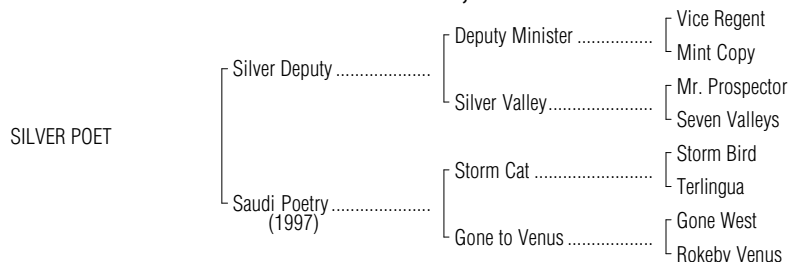 Vice Regent
Deputy Minister .................
Mint Copy
Silver Deputy .....................
Mr. Prospector
Silver Valley.......................
Seven Valleys
SILVER POET
Storm Bird
Storm Cat ..........................
Terlingua
Saudi Poetry ......................
(1997)
Gone West
Gone to Venus ...................
Rokeby Venus